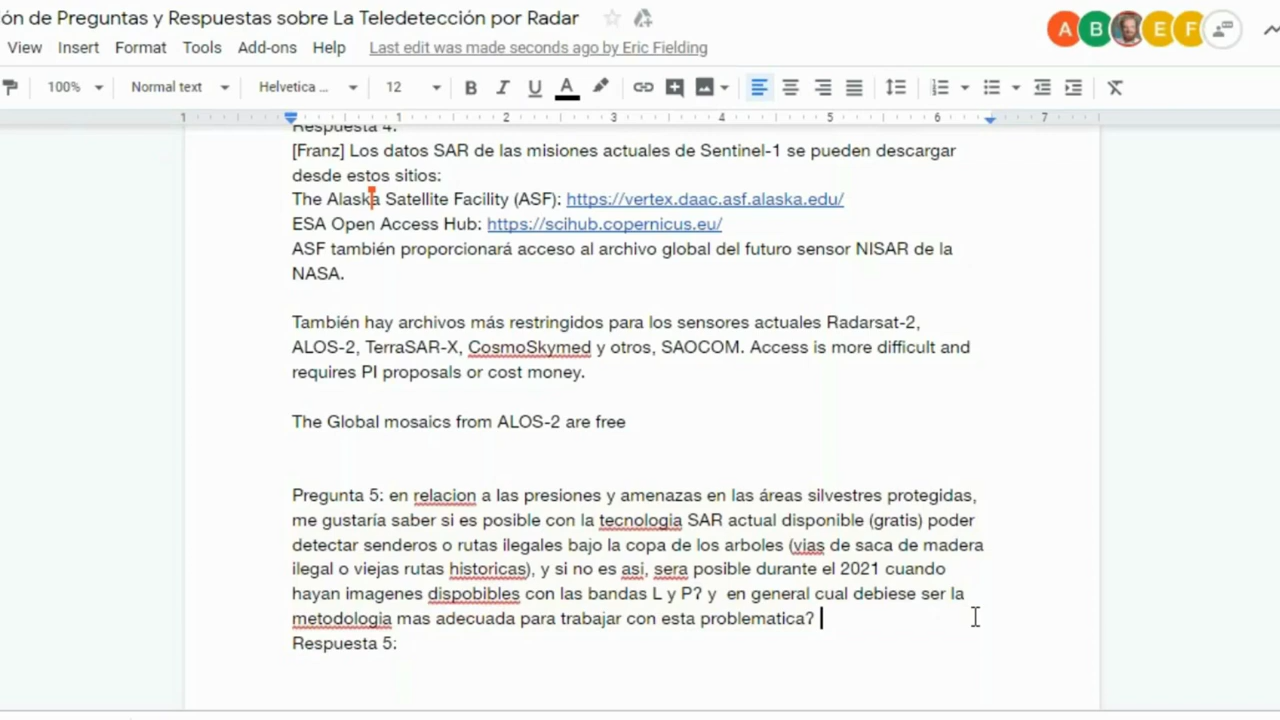 ón de Preguntas y Respuestas sobre La Teledetección por Radar
A B E F
View Insert Format Tools Add-ons Help Last edit was made seconds ago by Eric Fielding
100% Normal text Helvetica ... 12 B I U A
1 1 2 3 4 5 6 7
Respuesta 4:
[Franz] Los datos SAR de las misiones actuales de Sentinel-1 se pueden descargar
desde estos sitios:
The Alaska Satellite Facility (ASF): https://vertex.daac.asf.alaska.edu/
ESA Open Access Hub: https://scihub.copernicus.eu/
ASF también proporcionará acceso al archivo global del futuro sensor NISAR de la
NASA.
También hay archivos más restringidos para los sensores actuales Radarsat-2,
ALOS-2, TerraSAR-X, CosmoSkymed y otros, SAOCOM. Access is more difficult and
requires PI proposals or cost money.
The Global mosaics from ALOS-2 are free
Pregunta 5: en relacion a las presiones y amenazas en las áreas silvestres protegidas,
me gustaría saber si es posible con la tecnologia SAR actual disponible (gratis) poder
detectar senderos o rutas ilegales bajo la copa de los arboles (vias de saca de madera
ilegal o viejas rutas historicas), y si no es asi, sera posible durante el 2021 cuando
hayan imagenes dispobibles con las bandas L y P? y en general cual debiese ser la
metodologia mas adecuada para trabajar con esta problematica?
Respuesta 5: